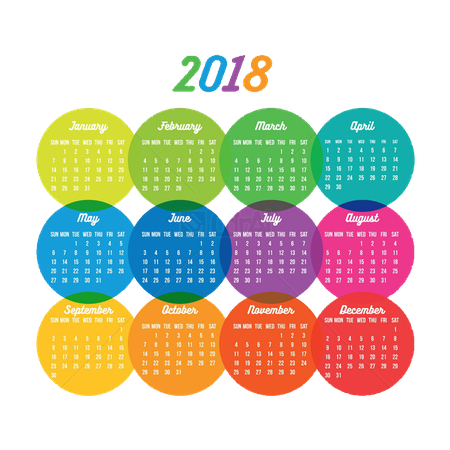 2018
January
SUN MON TUE WED THU FRI SAT
1 2 3 4 5 6
7 8 9 10 11 12 13
14 15 16 17 18 19 20
21 22 23 24 25 26 27
28 29 30 31
February
SUN MON TUE WED THU FRI SAT
1 2 3
4 5 6 7 8 9 10
11 12 13 14 15 16 17
18 19 20 21 22 23 24
25 26 27 28
March
SUN MON TUE WED THU FRI SAT
1 2 3
4 5 6 7 8 9 10
11 12 13 14 15 16 17
18 19 20 21 22 23 24
25 26 27 28 29 30 31
April
SUN MON TUE WED THU FRI SAT
1 2 3 4 5 6 7
8 9 10 11 12 13 14
15 16 17 18 19 20 21
22 23 24 25 26 27 28
29 30
May
SUN MON TUE WED THU FRI SAT
1 2 3 4 5
6 7 8 9 10 11 12
13 14 15 16 17 18 19
20 21 22 23 24 25 26
27 28 29 30 31
June
SUN MON TUE WED THU FRI SAT
1 2
3 4 5 6 7 8 9
10 11 12 13 14 15 16
17 18 19 20 21 22 23
24 25 26 27 28 29 30
July
SUN MON TUE WED THU FRI SAT
1 2 3 4 5 6 7
8 9 10 11 12 13 14
15 16 17 18 19 20 21
22 23 24 25 26 27 28
29 30 31
August
SUN MON TUE WED THU FRI SAT
1 2 3 4
5 6 7 8 9 10 11
12 13 14 15 16 17 18
19 20 21 22 23 24 25
26 27 28 29 30 31
September
SUN MON TUE WED THU FRI SAT
1
2 3 4 5 6 7 8
9 10 11 12 13 14 15
16 17 18 19 20 21 22
23 24 25 26 27 28 29
30
October
SUN MON TUE WED THU FRI SAT
1 2 3 4 5 6
7 8 9 10 11 12 13
14 15 16 17 18 19 20
21 22 23 24 25 26 27
28 29 30 31
November
SUN MON TUE WED THU FRI SAT
1 2 3
4 5 6 7 8 9 10
11 12 13 14 15 16 17
18 19 20 21 22 23 24
25 26 27 28 29 30
December
SUN MON TUE WED THU FRI SAT
1
2 3 4 5 6 7 8
9 10 11 12 13 14 15
16 17 18 19 20 21 22
23 24 25 26 27 28 29
30 31